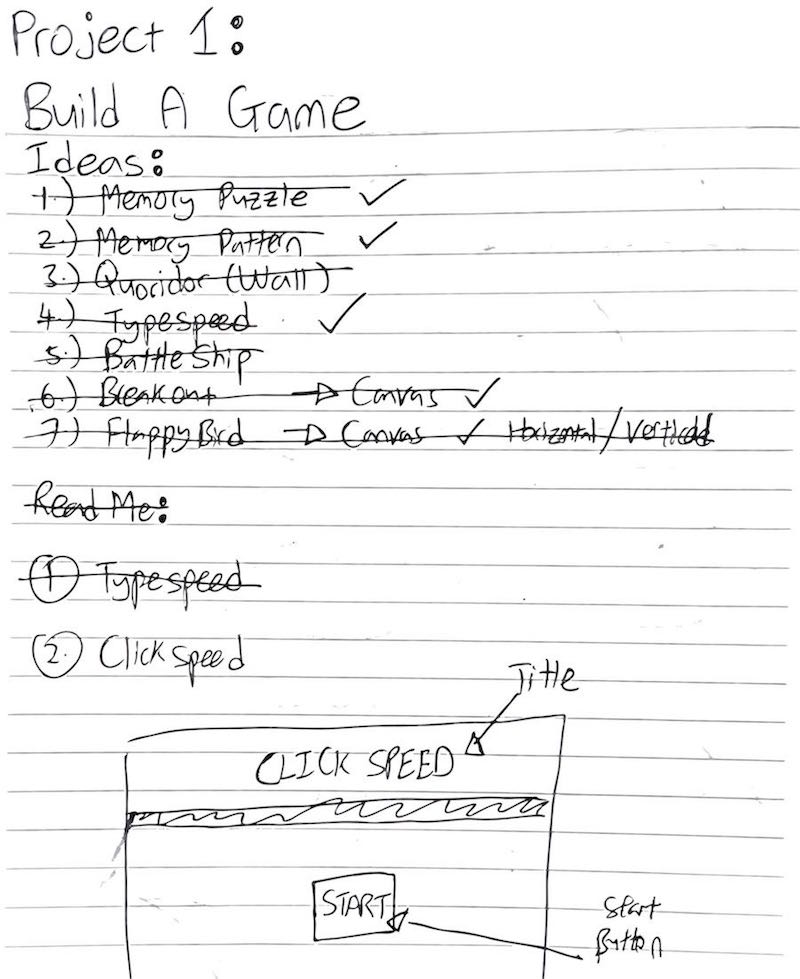 Project 1:
Build A Game
Ideas:
1.) Memory Puzzle ✓
2.) Memory Pattern ✓
3.) Quoridor (Wall)
4.) Typespeed ✓
5.) BattleShip
6.) Breakout → Canvas ✓
7.) Flappy Bird → Canvas ✓ Horizontal/Vertical
Read Me:
1 Typespeed
2. Click speed
Title
CLICK SPEED
START
Start
Button